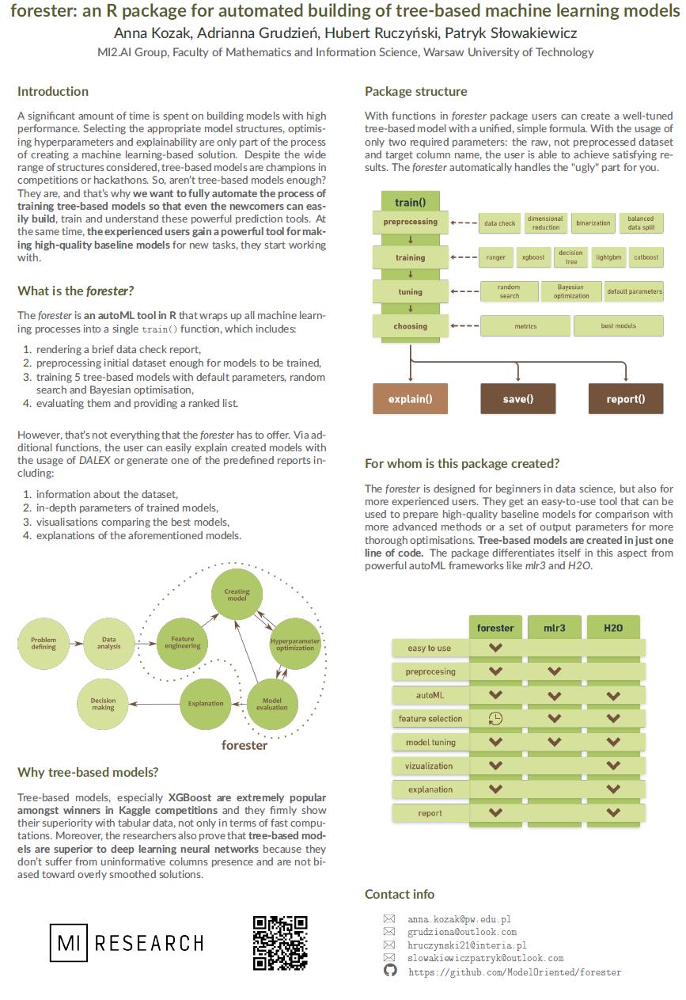 forester: an R package for automated building of tree-based machine learning models
Anna Kozak, Adrianna Grudzień, Hubert Ruczyński, Patryk Słowakiewicz
MI2.AI Group, Faculty of Mathematics and Information Science, Warsaw University of Technology
Introduction
A significant amount of time is spent on building models with high
performance. Selecting the appropriate model structures, optimis-
ing hyperparameters and explainability are only part of the process
of creating a machine learning-based solution. Despite the wide
range of structures considered, tree-based models are champions in
competitions or hackathons. So, aren't tree-based models enough?
They are, and that's why we want to fully automate the process of
training tree-based models so that even the newcomers can eas-
ily build, train and understand these powerful prediction tools. At
the same time, the experienced users gain a powerful tool for mak-
ing high-quality baseline models for new tasks, they start working
with.
What is the forester?
The forester is an autoML tool in R that wraps up all machine learn-
ing processes into a single train() function, which includes:
1. rendering a brief data check report,
2. preprocessing initial dataset enough for models to be trained,
3. training 5 tree-based models with default parameters, random
search and Bayesian optimisation,
4. evaluating them and providing a ranked list.
However, that's not everything that the forester has to offer. Via ad-
ditional functions, the user can easily explain created models with
the usage of DALEX or generate one of the predefined reports in-
cluding:
1. information about the dataset,
2. in-depth parameters of trained models,
3. visualisations comparing the best models,
4. explanations of the aforementioned models.
Creating
model
Problem
defining
Data
analysis
Feature
engineering
Hyperparameter
optimization
Decision
making
Explanation
Model
evaluation
forester
Why tree-based models?
Tree-based models, especially XGBoost are extremely popular
amongst winners in Kaggle competitions and they firmly show
their superiority with tabular data, not only in terms of fast compu-
tations. Moreover, the researchers also prove that tree-based mod-
els are superior to deep learning neural networks because they
don't suffer from uninformative columns presence and are not bi-
ased toward overly smoothed solutions.
MI RESEARCH
Package structure
With functions in forester package users can create a well-tuned
tree-based model with a unified, simple formula. With the usage of
only two required parameters: the raw, not preprocessed dataset
and target column name, the user is able to achieve satisfying re-
sults. The forester automatically handles the "ugly" part for you.
train()
preprocessing
data check
dimensional
reduction
binarization
balanced
data split
training
ranger
xgboost
decision
tree
lightgbm
catboost
tuning
random
search
Bayesian
optimization
default parameters
choosing
metrics
best models
explain()
save()
report()
For whom is this package created?
The forester is designed for beginners in data science, but also for
more experienced users. They get an easy-to-use tool that can be
used to prepare high-quality baseline models for comparison with
more advanced methods or a set of output parameters for more
thorough optimisations. Tree-based models are created in just one
line of code. The package differentiates itself in this aspect from
powerful autoML frameworks like mlr3 and H2O.
forester mlr3 H2O
easy to use
preprocesing
autoML
feature selection
model tuning
vizualization
explanation
report
Contact info
anna.kozak@pw.edu.pl
grudziena@outlook.com
hruczynski21@interia.pl
slowakiewiczpatryk@outlook.com
https://github.com/ModelOriented/forester